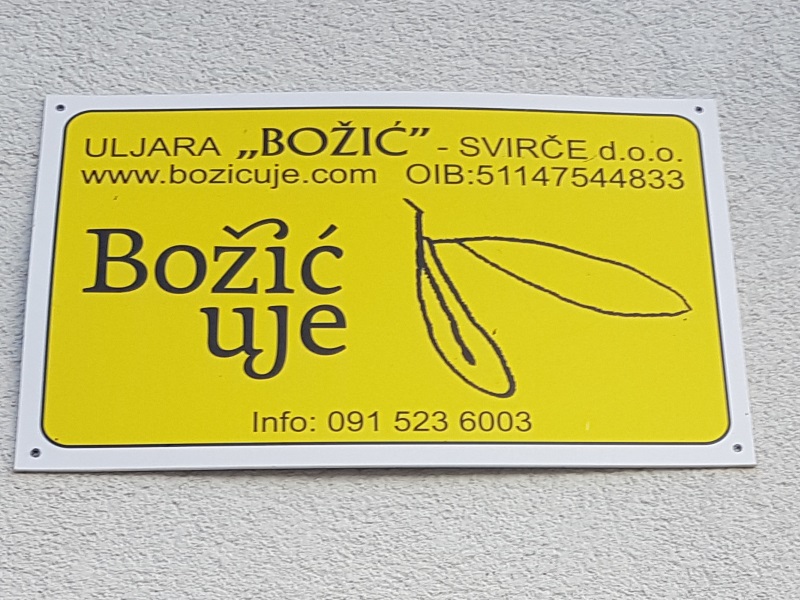 ULJARA „BOŽIĆ” - SVIRČE d.o.o.
www.bozicuje.com OIB:51147544833
Božić
uje
Info: 091 523 6003